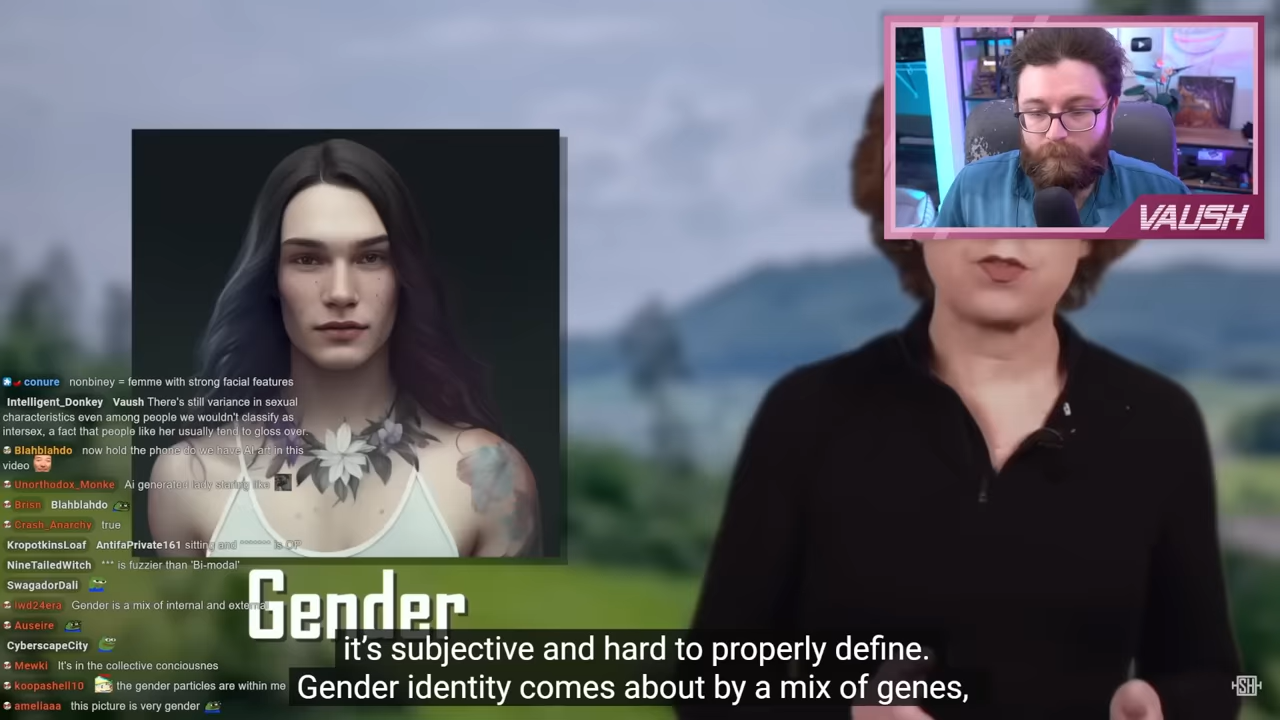 VAUSH
conure nonbiney = femme with strong facial features
Intelligent_Donkey Vaush There's still variance in sexual
characteristics even among people we wouldn't classify as
intersex, a fact that people like her usually tend to gloss over.
Blahblahdo now hold the phone do we have AI art in this
video
Unorthodox_Monke Ai generated lady staring like
Brisn Blahblahdo
Crash_Anarchy true
KropotkinsLoaf AntifaPrivate161 sitting and ******* is OP
NineTailedWitch *** is fuzzier than 'Bi-modal'
SwagadorDali
lwd24era Gender is a mix of internal and external
Auseire
CyberscapeCity
Mewki It's in the collective conciousnes
koopashell10 the gender particles are within me
amellaaa this picture is very gender
Gender
it's subjective and hard to properly define.
Gender identity comes about by a mix of genes,
SH